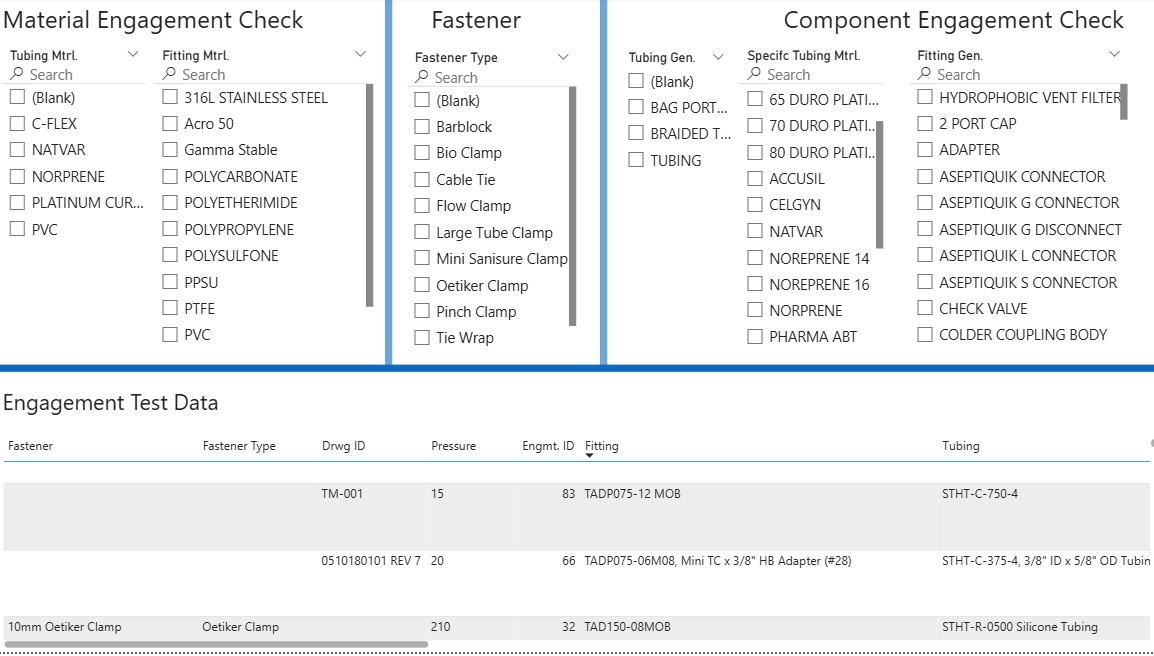 Material Engagement Check
Tubing Mtrl.
Search
(Blank)
C-FLEX
NATVAR
NORPRENE
PLATINUM CUR...
PVC
Fitting Mtrl.
Search
316L STAINLESS STEEL
Acro 50
Gamma Stable
POLYCARBONATE
POLYETHERIMIDE
POLYPROPYLENE
POLYSULFONE
PPSU
PTFE
PVC
Fastener
Fastener Type
Search
(Blank)
Barblock
Bio Clamp
Cable Tie
Flow Clamp
Large Tube Clamp
Mini Sanisure Clamp
Oetiker Clamp
Pinch Clamp
Tie Wrap
Component Engagement Check
Tubing Gen.
(Blank)
BAG PORT...
BRAIDED T...
TUBING
Specifc Tubing Mtrl.
Search
65 DURO PLATI...
70 DURO PLATI...
80 DURO PLATI...
ACCUSIL
CELGYN
NATVAR
NOREPRENE 14
NOREPRENE 16
NORPRENE
PHARMA ABT
Fitting Gen.
Search
HYDROPHOBIC VENT FILTER
2 PORT CAP
ADAPTER
ASEPTIQUIK CONNECTOR
ASEPTIQUIK G CONNECTOR
ASEPTIQUIK G DISCONNECT
ASEPTIQUIK L CONNECTOR
ASEPTIQUIK S CONNECTOR
CHECK VALVE
COLDER COUPLING BODY
Engagement Test Data
Fastener Fastener Type Drwg ID Pressure Engmt. ID Fitting Tubing
TM-001 15 83 TADP075-12 MOB STHT-C-750-4
0510180101 REV 7 20 66 TADP075-06M08, Mini TC x 3/8" HB Adapter (#28) STHT-C-375-4, 3/8" ID x 5/8" OD Tubin
10mm Oetiker Clamp Oetiker Clamp 210 32 TAD150-08MOB STHT-R-0500 Silicone Tubing